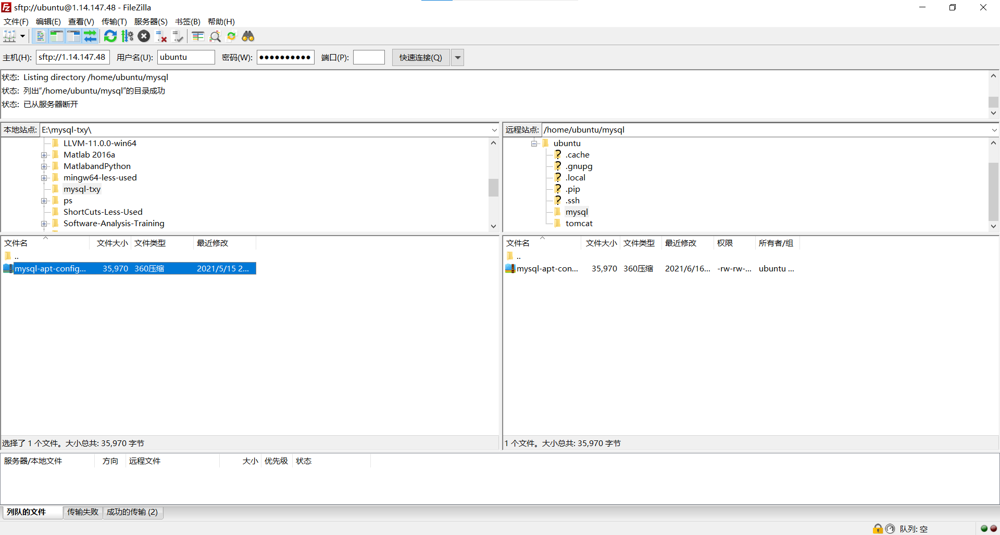 sftp://ubuntu@1.14.147.48 - FileZilla
文件(F) 编辑(E) 查看(V) 传输(T) 服务器(S) 书签(B) 帮助(H)
主机(H): sftp://1.14.147.48 用户名(U): ubuntu 密码(W): ●●●●●●●●●● 端口(P): 快速连接(Q)
状态: Listing directory /home/ubuntu/mysql
状态: 列出“/home/ubuntu/mysql”的目录成功
状态: 已从服务器断开
本地站点: E:\mysql-txy\
LLVM-11.0.0-win64
Matlab 2016a
MatlabandPython
mingw64-less-used
mysql-txy
ps
ShortCuts-Less-Used
Software-Analysis-Training
文件名 文件大小 文件类型 最近修改
..
mysql-apt-config... 35,970 360压缩 2021/5/15 2...
选择了 1 个文件。大小总共: 35,970 字节
远程站点: /home/ubuntu/mysql
ubuntu
.cache
.gnupg
.local
.pip
.ssh
mysql
tomcat
文件名 文件大小 文件类型 最近修改 权限 所有者/组
..
mysql-apt-con... 35,970 360压缩 2021/6/16... -rw-rw-... ubuntu ...
1 个文件。大小总共: 35,970 字节
服务器/本地文件 方向 远程文件 大小 优先级 状态
列队的文件 传输失败 成功的传输 (2)
队列: 空